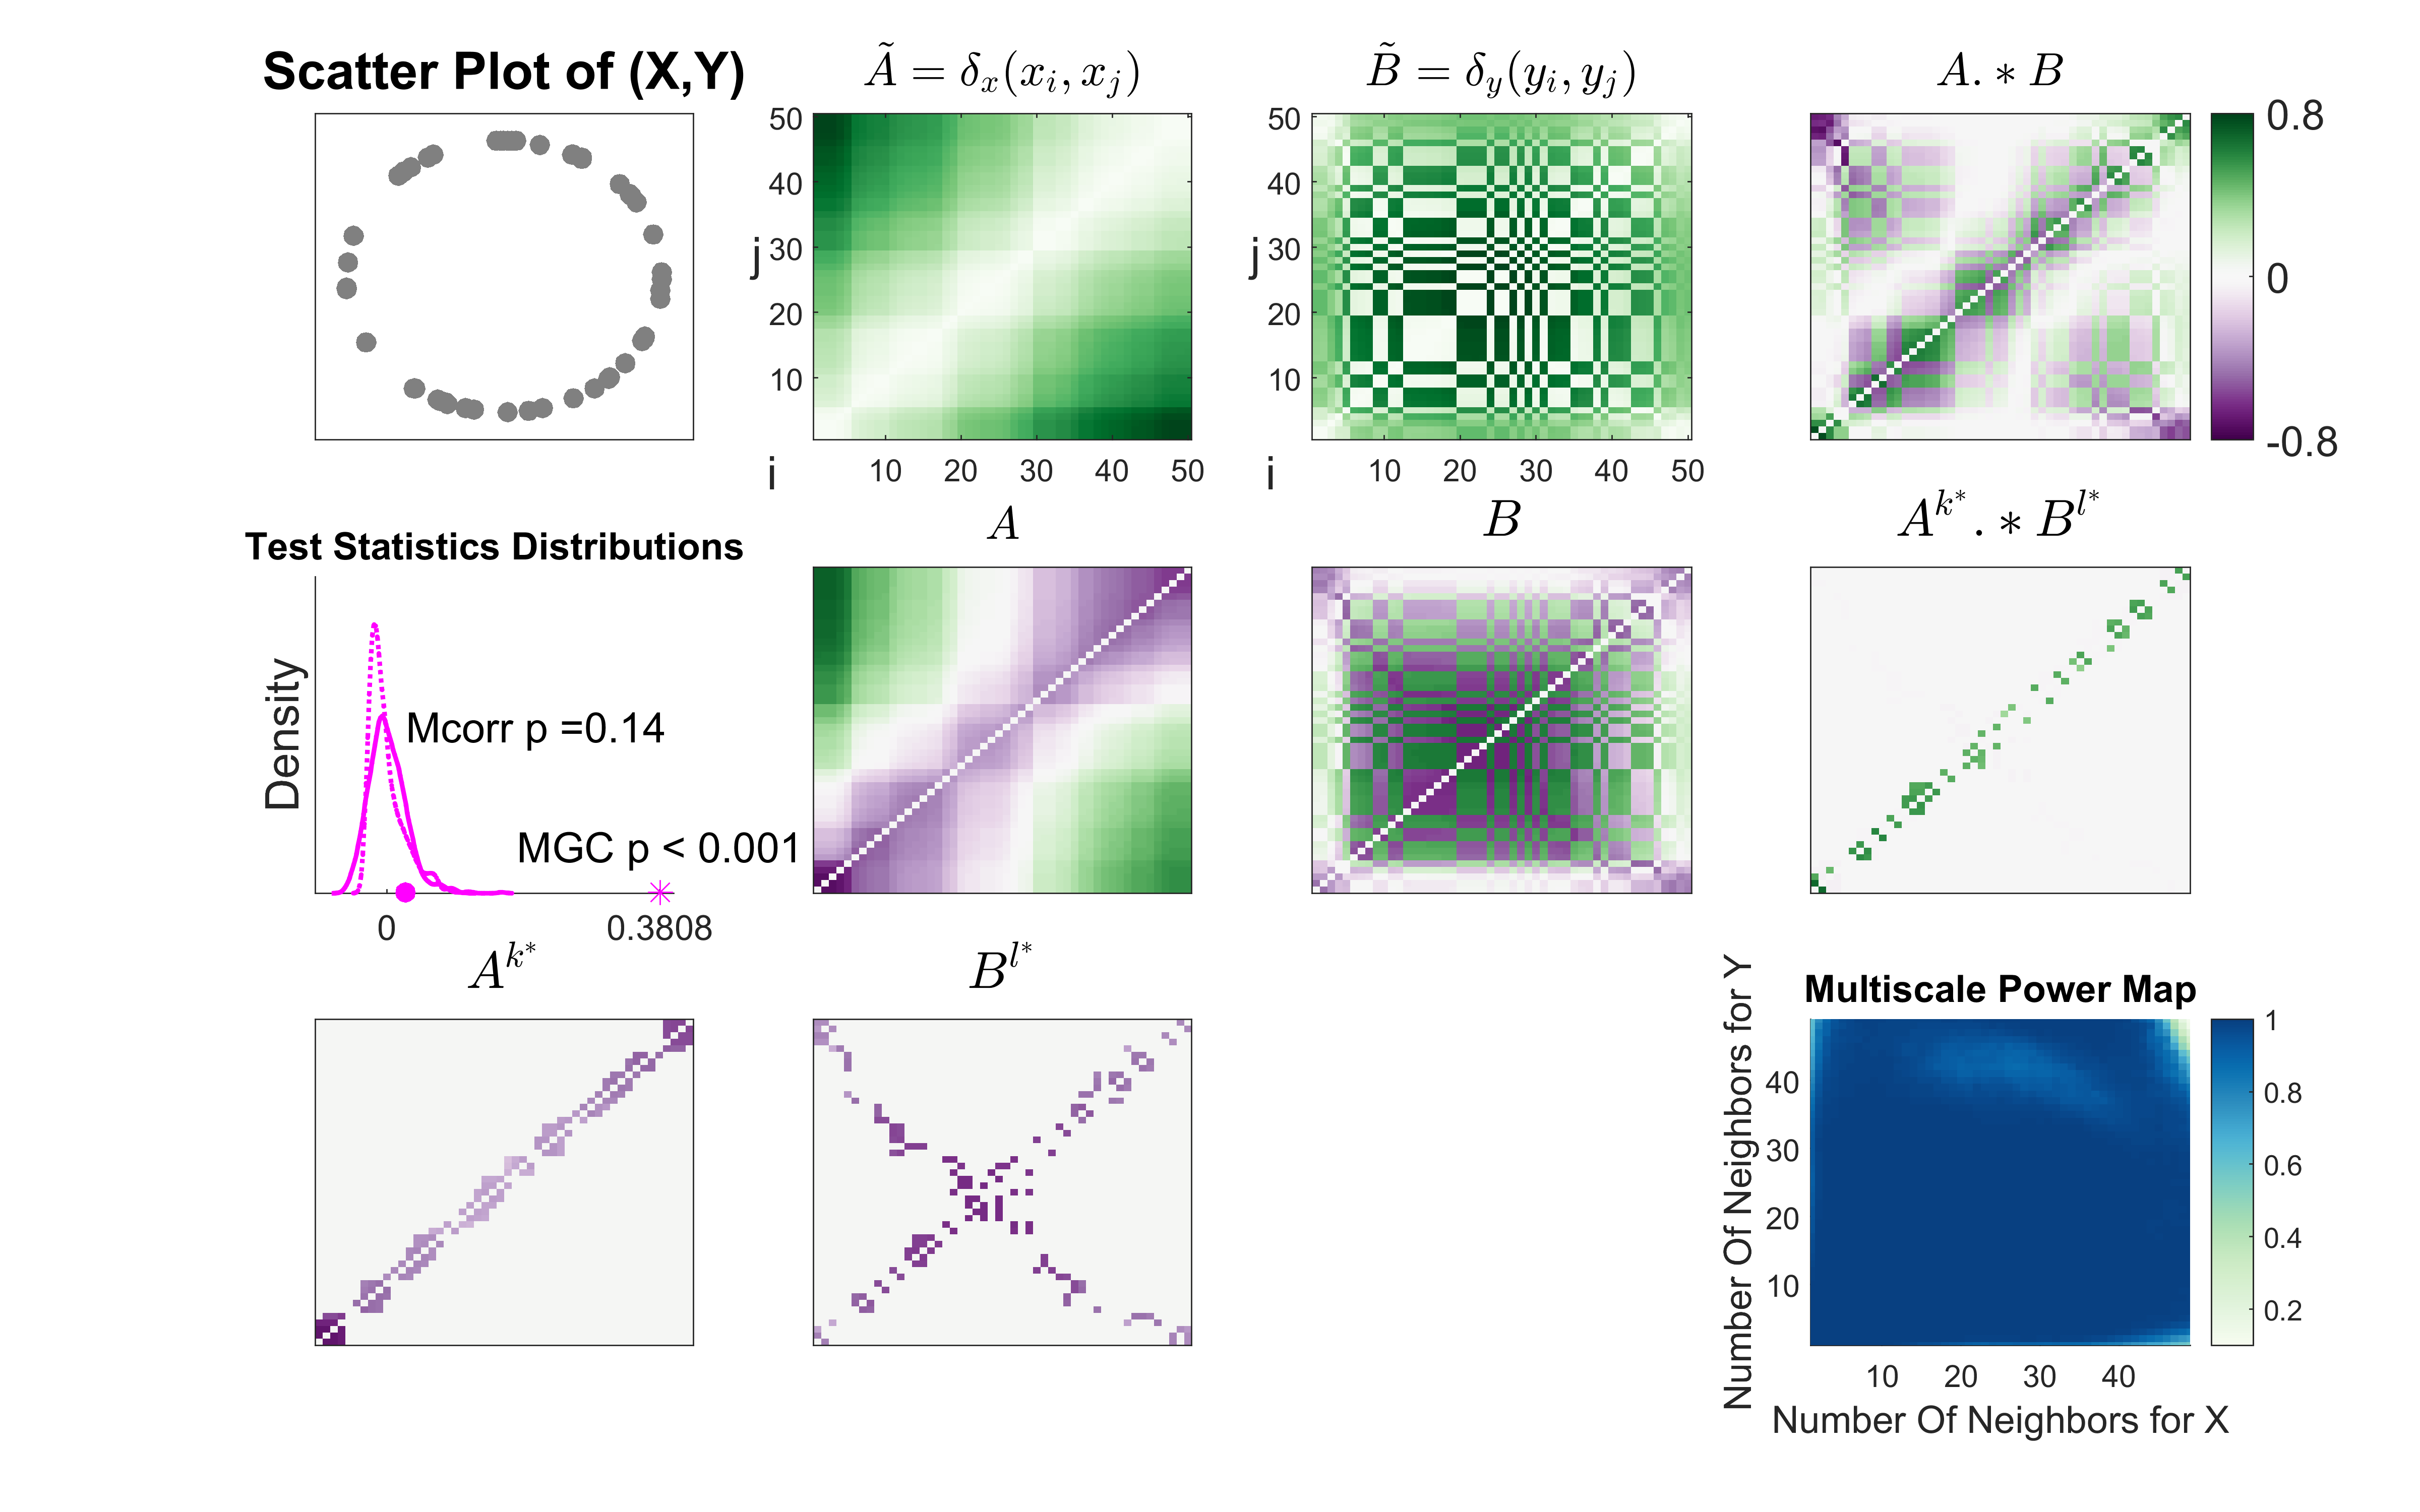 Scatter Plot of (X,Y)
Ã = δₓ(xᵢ, xⱼ)
50
40
30
20
10
j
i
10 20 30 40 50
B̃ = δ_y(yᵢ, yⱼ)
50
40
30
20
10
j
i
10 20 30 40 50
A. ∗ B
0.8
0
-0.8
Test Statistics Distributions
Density
Mcorr p =0.14
MGC p < 0.001
0 0.3808
A
B
A^{k*}. ∗ B^{l*}
A^{k*}
B^{l*}
Multiscale Power Map
Number Of Neighbors for Y
40
30
20
10
10 20 30 40
Number Of Neighbors for X
1
0.8
0.6
0.4
0.2